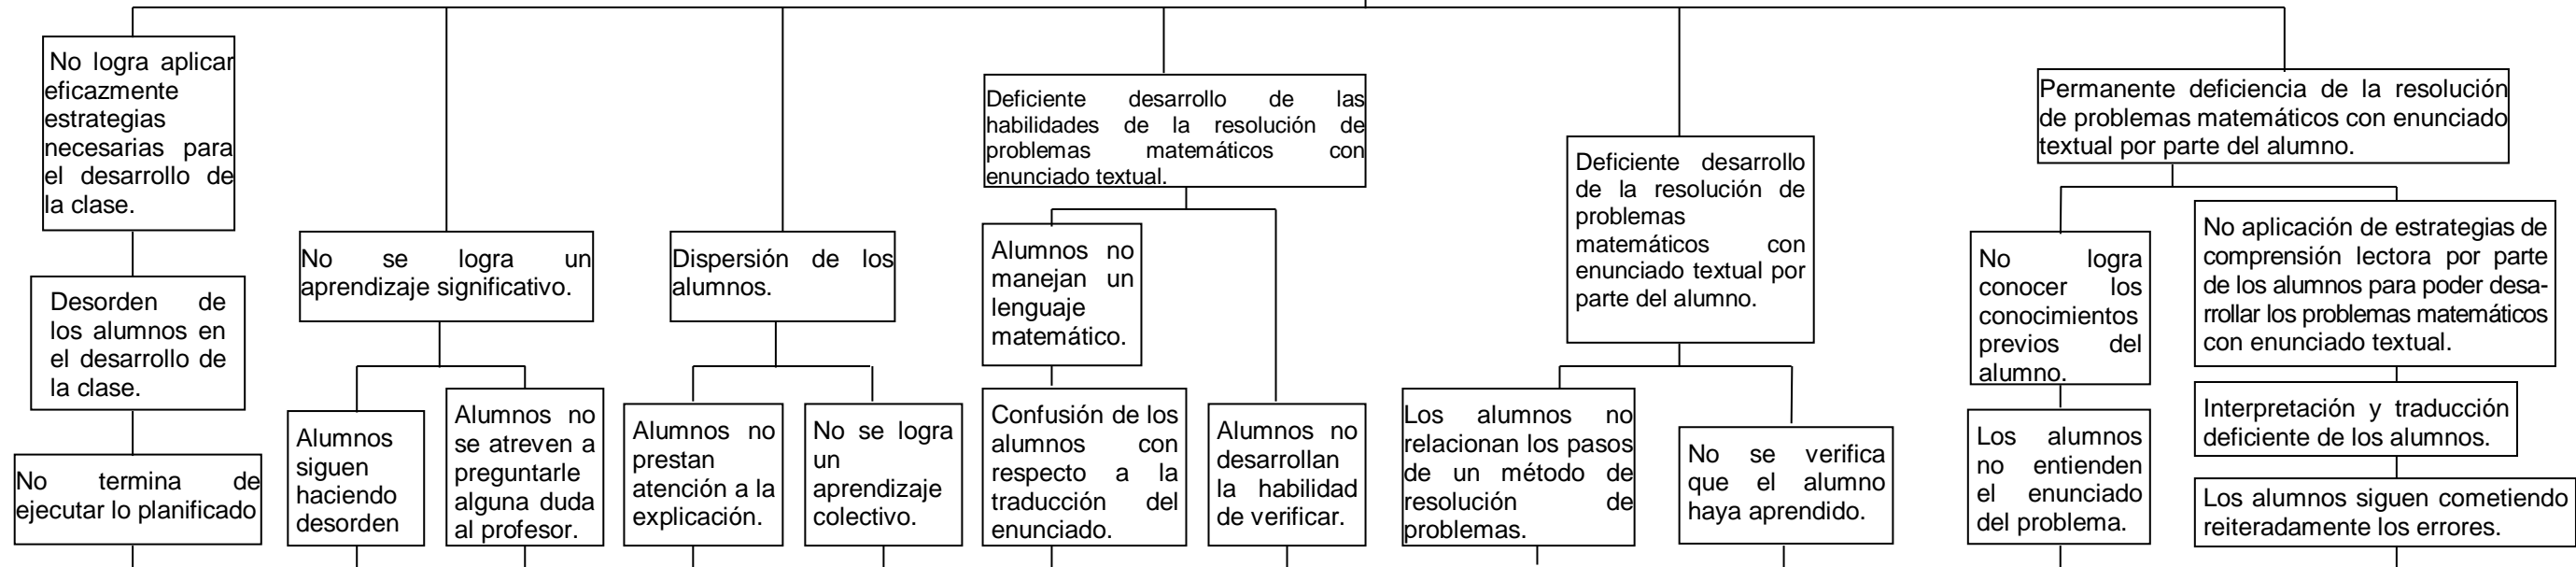 No logra aplicar
eficazmente
estrategias
necesarias para
el desarrollo de
la clase.
Desorden de
los alumnos en
el desarrollo de
la clase.
No termina de
ejecutar lo planificado
No se logra un
aprendizaje significativo.
Alumnos
siguen
haciendo
desorden
Alumnos no
se atreven a
preguntarle
alguna duda
al profesor.
Dispersión de los
alumnos.
Alumnos no
prestan
atención a la
explicación.
No se logra
un
aprendizaje
colectivo.
Deficiente desarrollo de las
habilidades de la resolución de
problemas matemáticos con
enunciado textual.
Alumnos no
manejan un
lenguaje
matemático.
Confusión de los
alumnos con
respecto a la
traducción del
enunciado.
Alumnos no
desarrollan
la habilidad
de verificar.
Deficiente desarrollo
de la resolución de
problemas
matemáticos con
enunciado textual por
parte del alumno.
Los alumnos no
relacionan los pasos
de un método de
resolución de
problemas.
No se verifica
que el alumno
haya aprendido.
Permanente deficiencia de la resolución
de problemas matemáticos con enunciado
textual por parte del alumno.
No logra
conocer los
conocimientos
previos del
alumno.
Los alumnos
no entienden
el enunciado
del problema.
No aplicación de estrategias de
comprensión lectora por parte
de los alumnos para poder desa-
rrollar los problemas matemáticos
con enunciado textual.
Interpretación y traducción
deficiente de los alumnos.
Los alumnos siguen cometiendo
reiteradamente los errores.